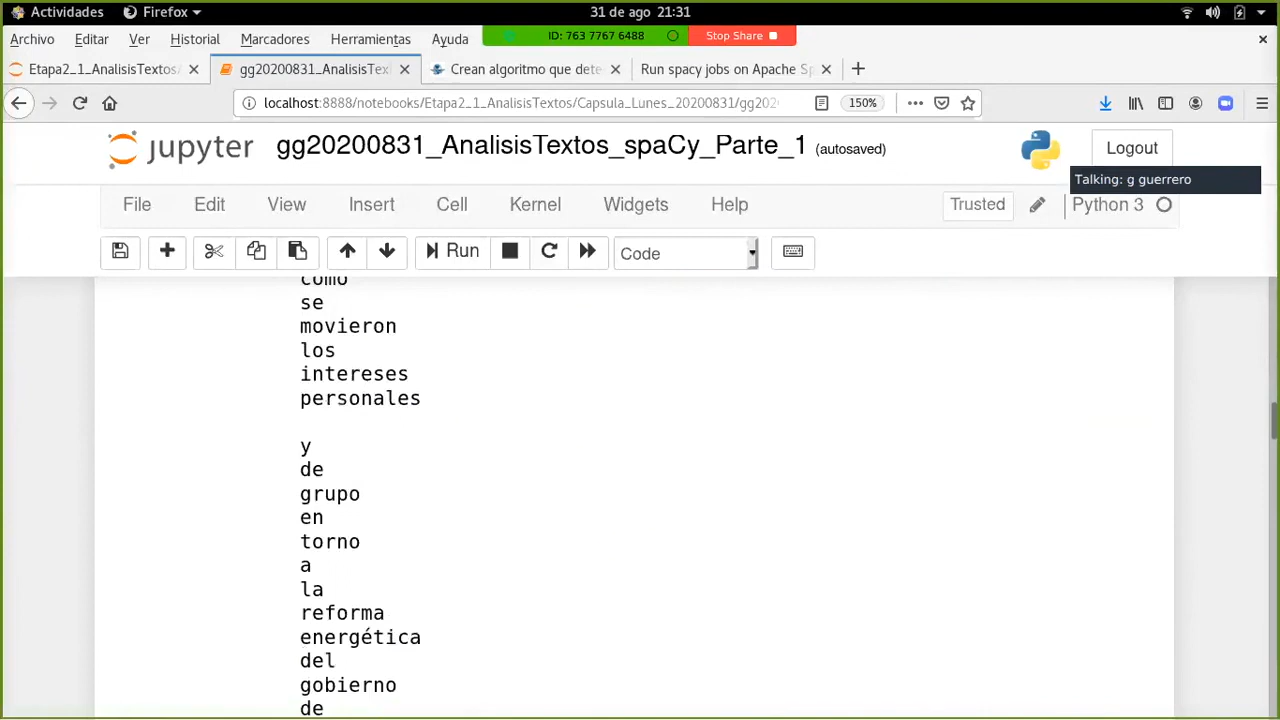 Actividades
Firefox
31 de ago 21:31
Archivo
Editar
Ver
Historial
Marcadores
Herramientas
Ayuda
ID: 763 7767 6488
Stop Share
Etapa2_1_AnalisisTextos/
gg20200831_AnalisisTex
Crean algoritmo que dete
Run spacy jobs on Apache Sp
localhost:8888/notebooks/Etapa2_1_AnalisisTextos/Capsula_Lunes_20200831/gg202
150%
jupyter
gg20200831_AnalisisTextos_spaCy_Parte_1
(autosaved)
Logout
Talking: g guerrero
File
Edit
View
Insert
Cell
Kernel
Widgets
Help
Trusted
Python 3
Run
Code
como
se
movieron
los
intereses
personales
y
de
grupo
en
torno
a
la
reforma
energética
del
gobierno
de